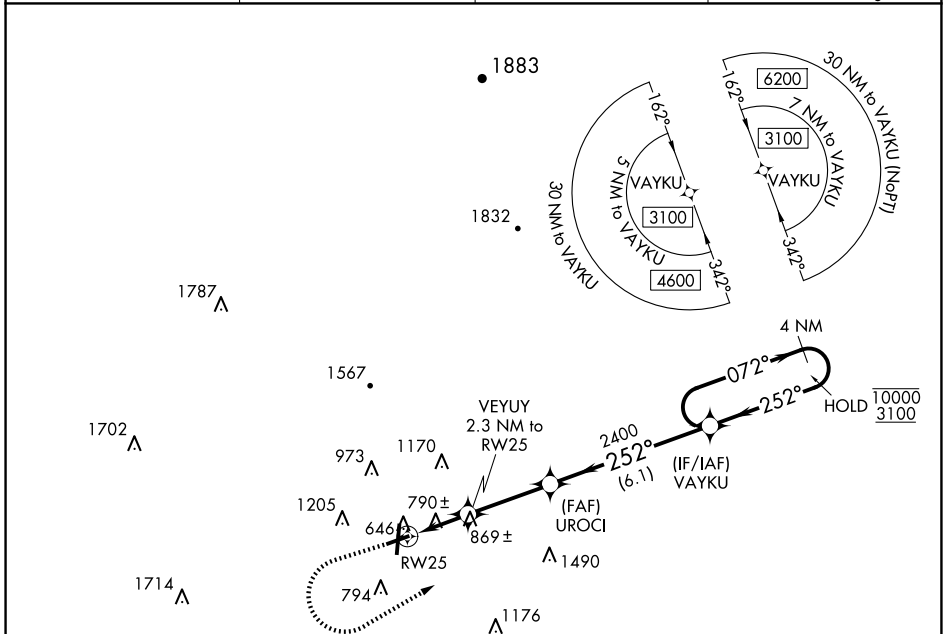 1883
162°
5 NM to VAYKU
VAYKU
3100
30 NM to VAYKU
4600
342°
162°
6200
30 NM to VAYKU (NoPT)
7 NM to VAYKU
3100
VAYKU
342°
1832
1787
1567
4 NM
072°
252°
HOLD
10000
3100
VEYUY
2.3 NM to
RW25
2400
252°
(6.1)
(IF/IAF)
VAYKU
(FAF)
UROCI
1702
973
1170
1205
790±
646
869±
RW25
1490
1714
794
1176